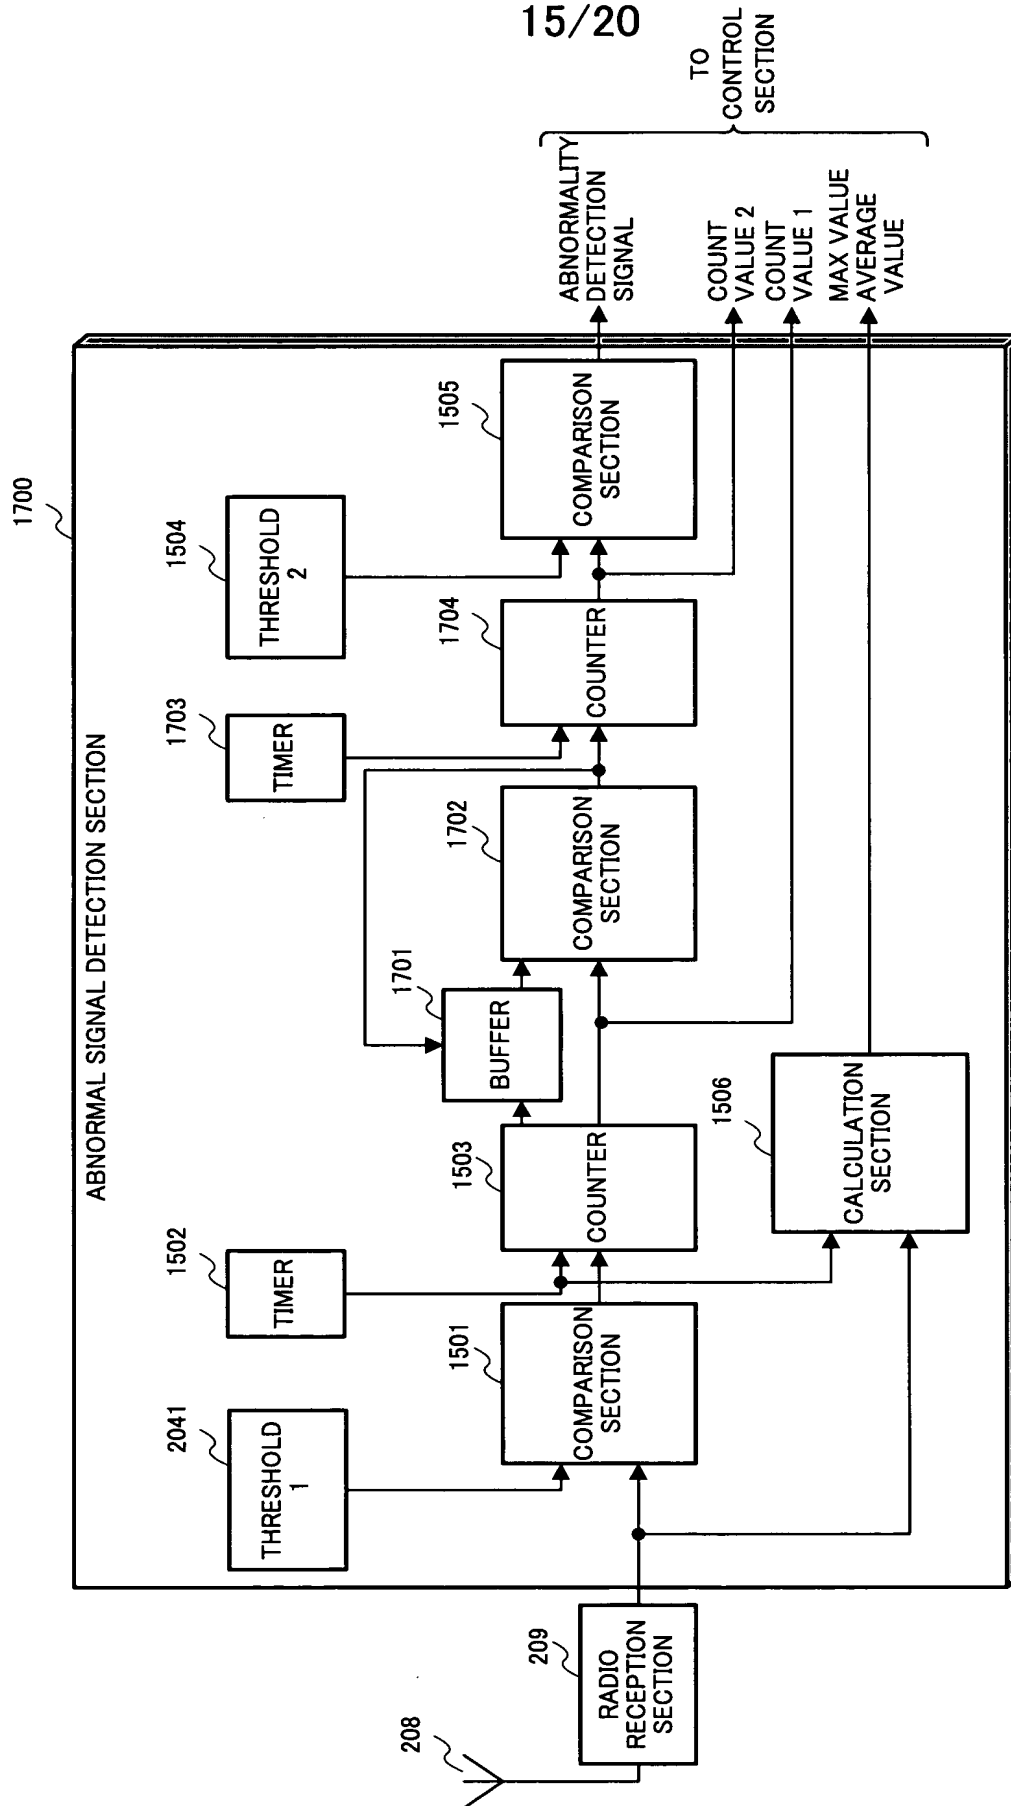 15/20
1700
ABNORMAL SIGNAL DETECTION SECTION
208
209
RADIO
RECEPTION
SECTION
2041
THRESHOLD
1
1501
COMPARISON
SECTION
1502
TIMER
1503
COUNTER
1506
CALCULATION
SECTION
1701
BUFFER
1702
COMPARISON
SECTION
1703
TIMER
1704
COUNTER
1504
THRESHOLD
2
1505
COMPARISON
SECTION
ABNORMALITY
DETECTION
SIGNAL
COUNT
VALUE 2
COUNT
VALUE 1
MAX VALUE
AVERAGE
VALUE
TO
CONTROL
SECTION